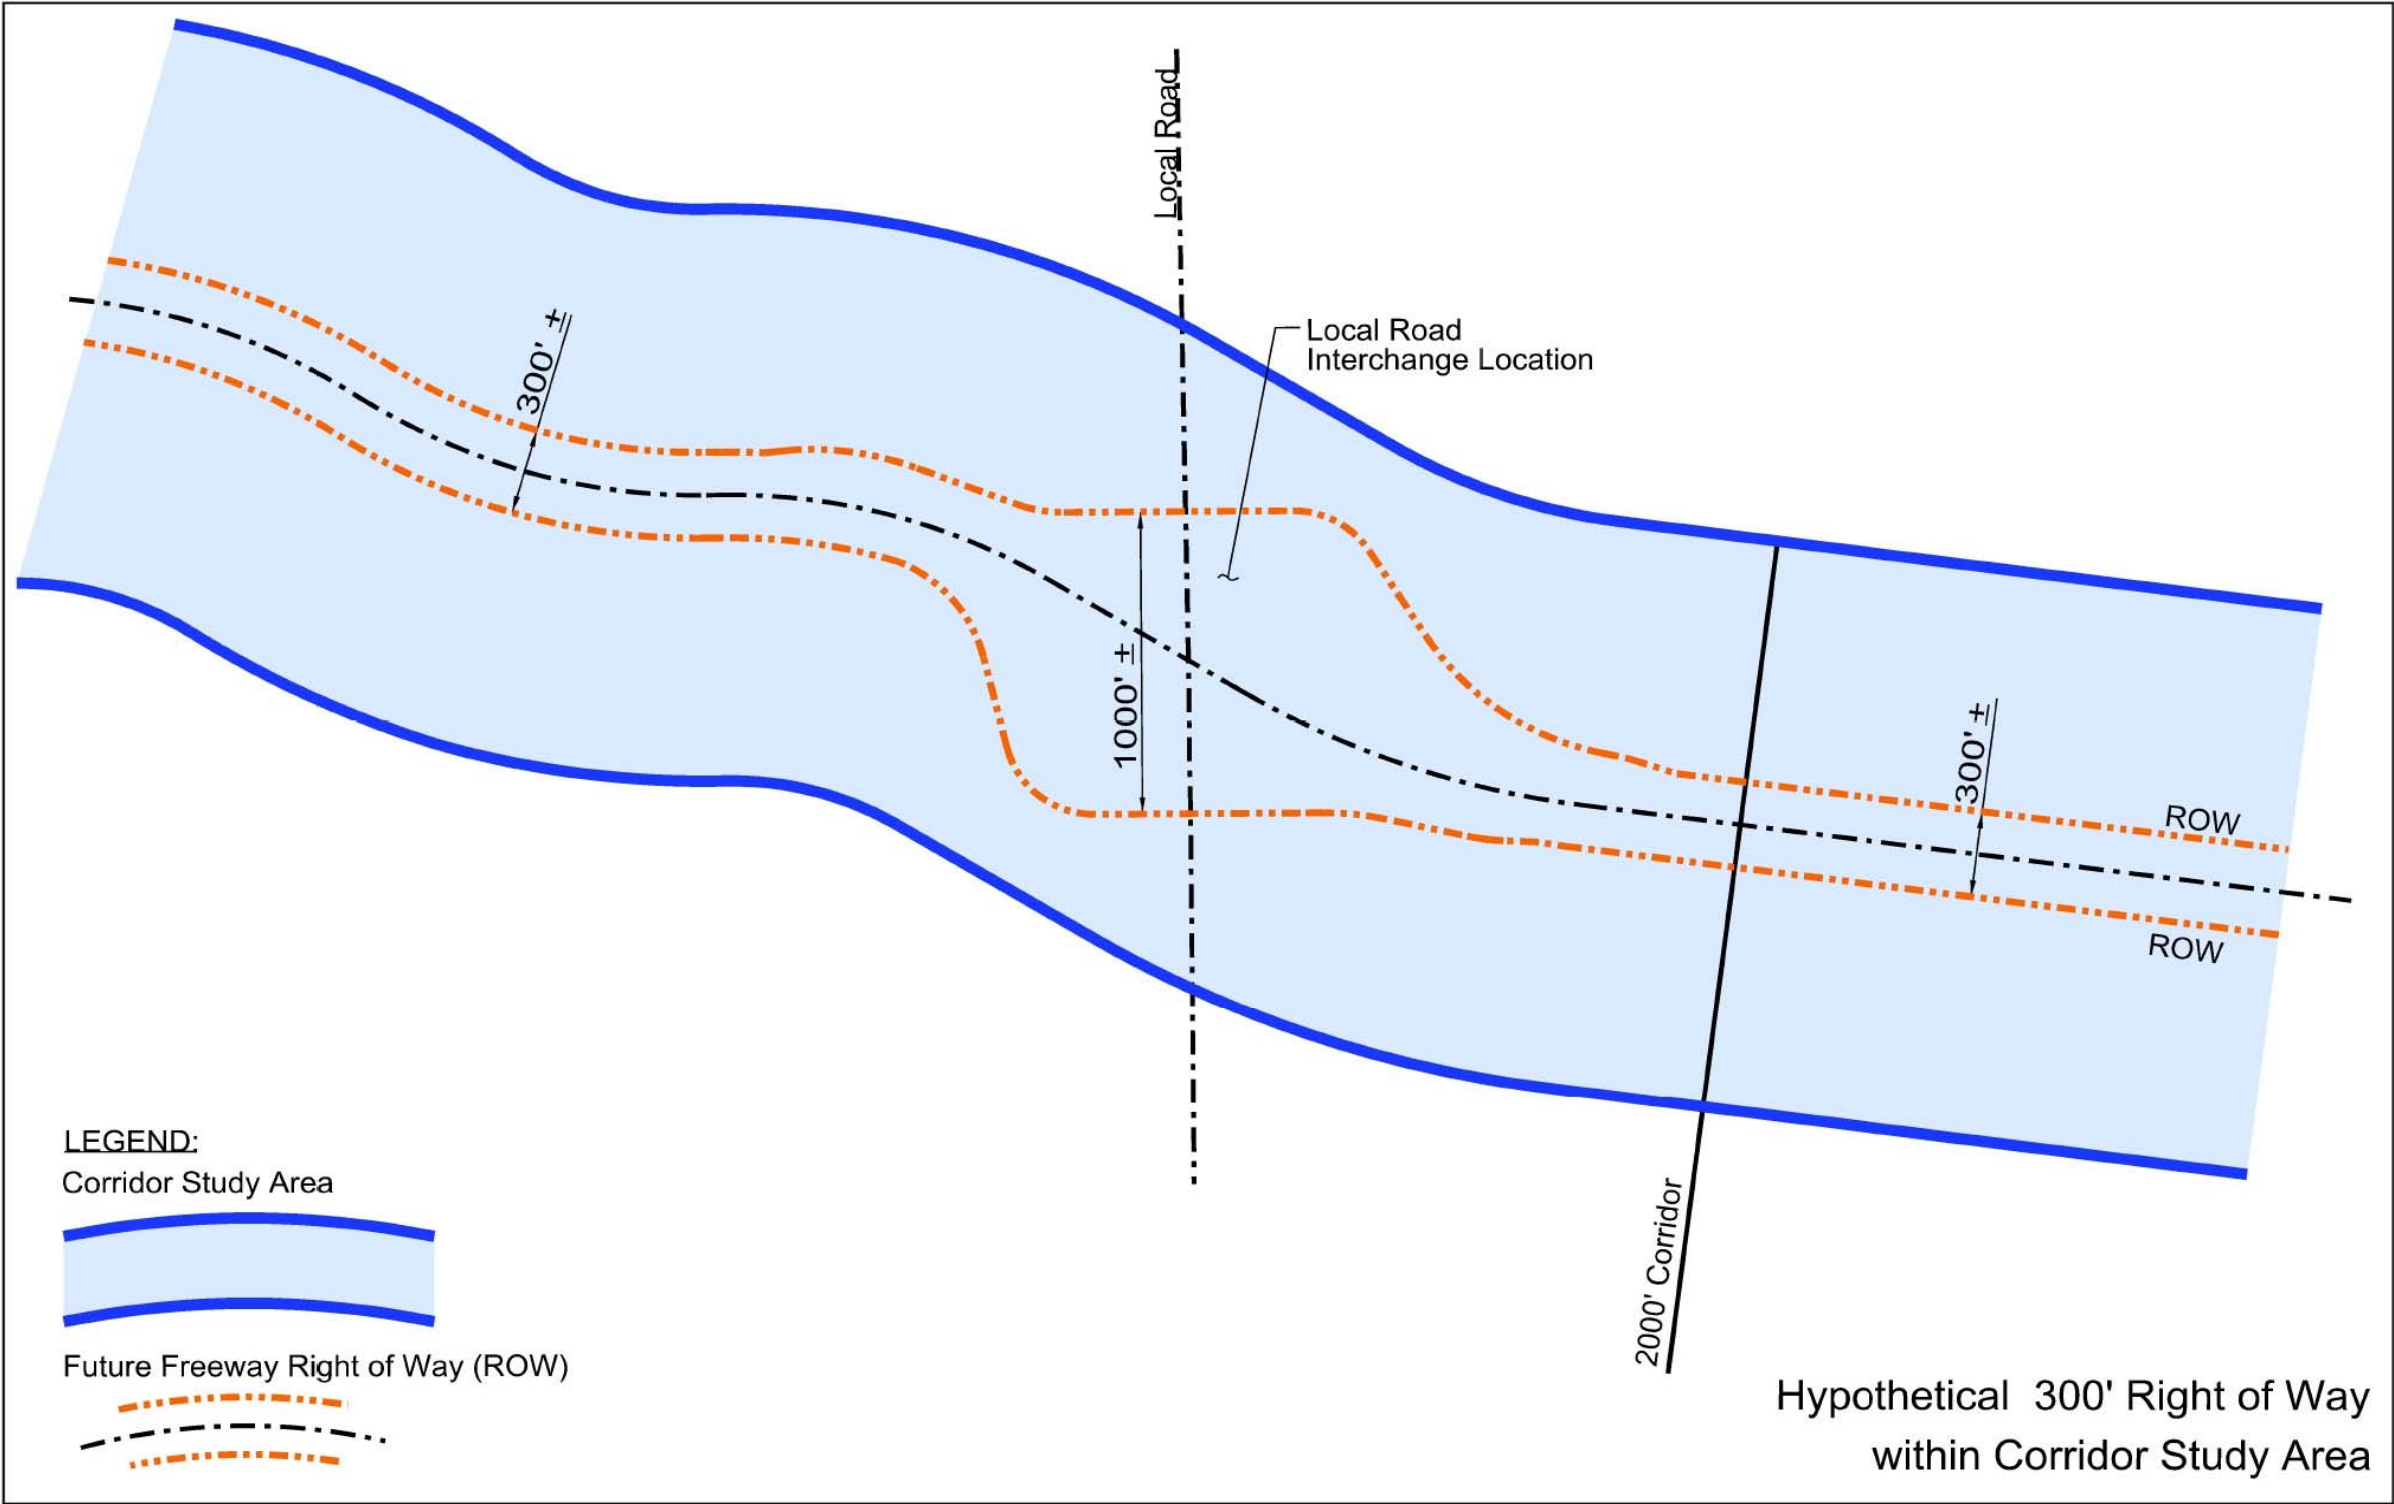 Local Road
Local Road
Interchange Location
300' ±
1000' ±
300' ±
ROW
ROW
2000' Corridor
LEGEND:
Corridor Study Area
Future Freeway Right of Way (ROW)
Hypothetical 300' Right of Way
within Corridor Study Area